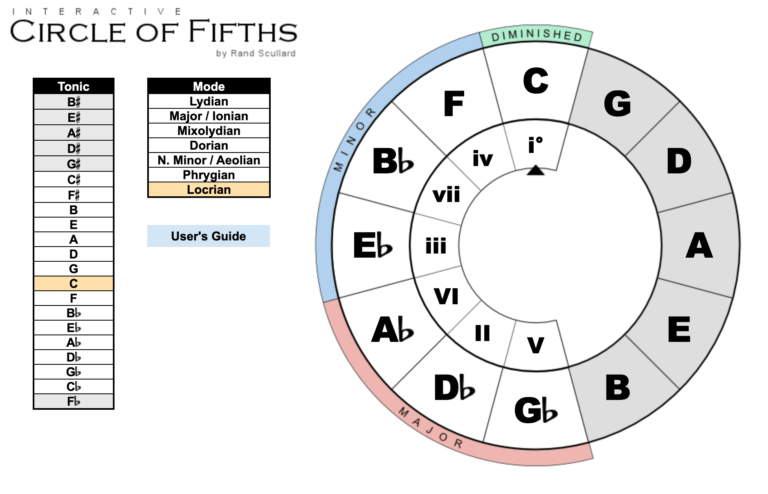 INTERACTIVE
CIRCLE OF FIFTHS
by Rand Scullard
Tonic
B♯
E♯
A♯
D♯
G♯
C♯
F♯
B
E
A
D
G
C
F
B♭
E♭
A♭
D♭
G♭
C♭
F♭
Mode
Lydian
Major / Ionian
Mixolydian
Dorian
N. Minor / Aeolian
Phrygian
Locrian
User's Guide
DIMINISHED
MINOR
MAJOR
C
G
D
A
E
B
G♭
D♭
A♭
E♭
B♭
F
i°
iv
vii
iii
VI
II
V